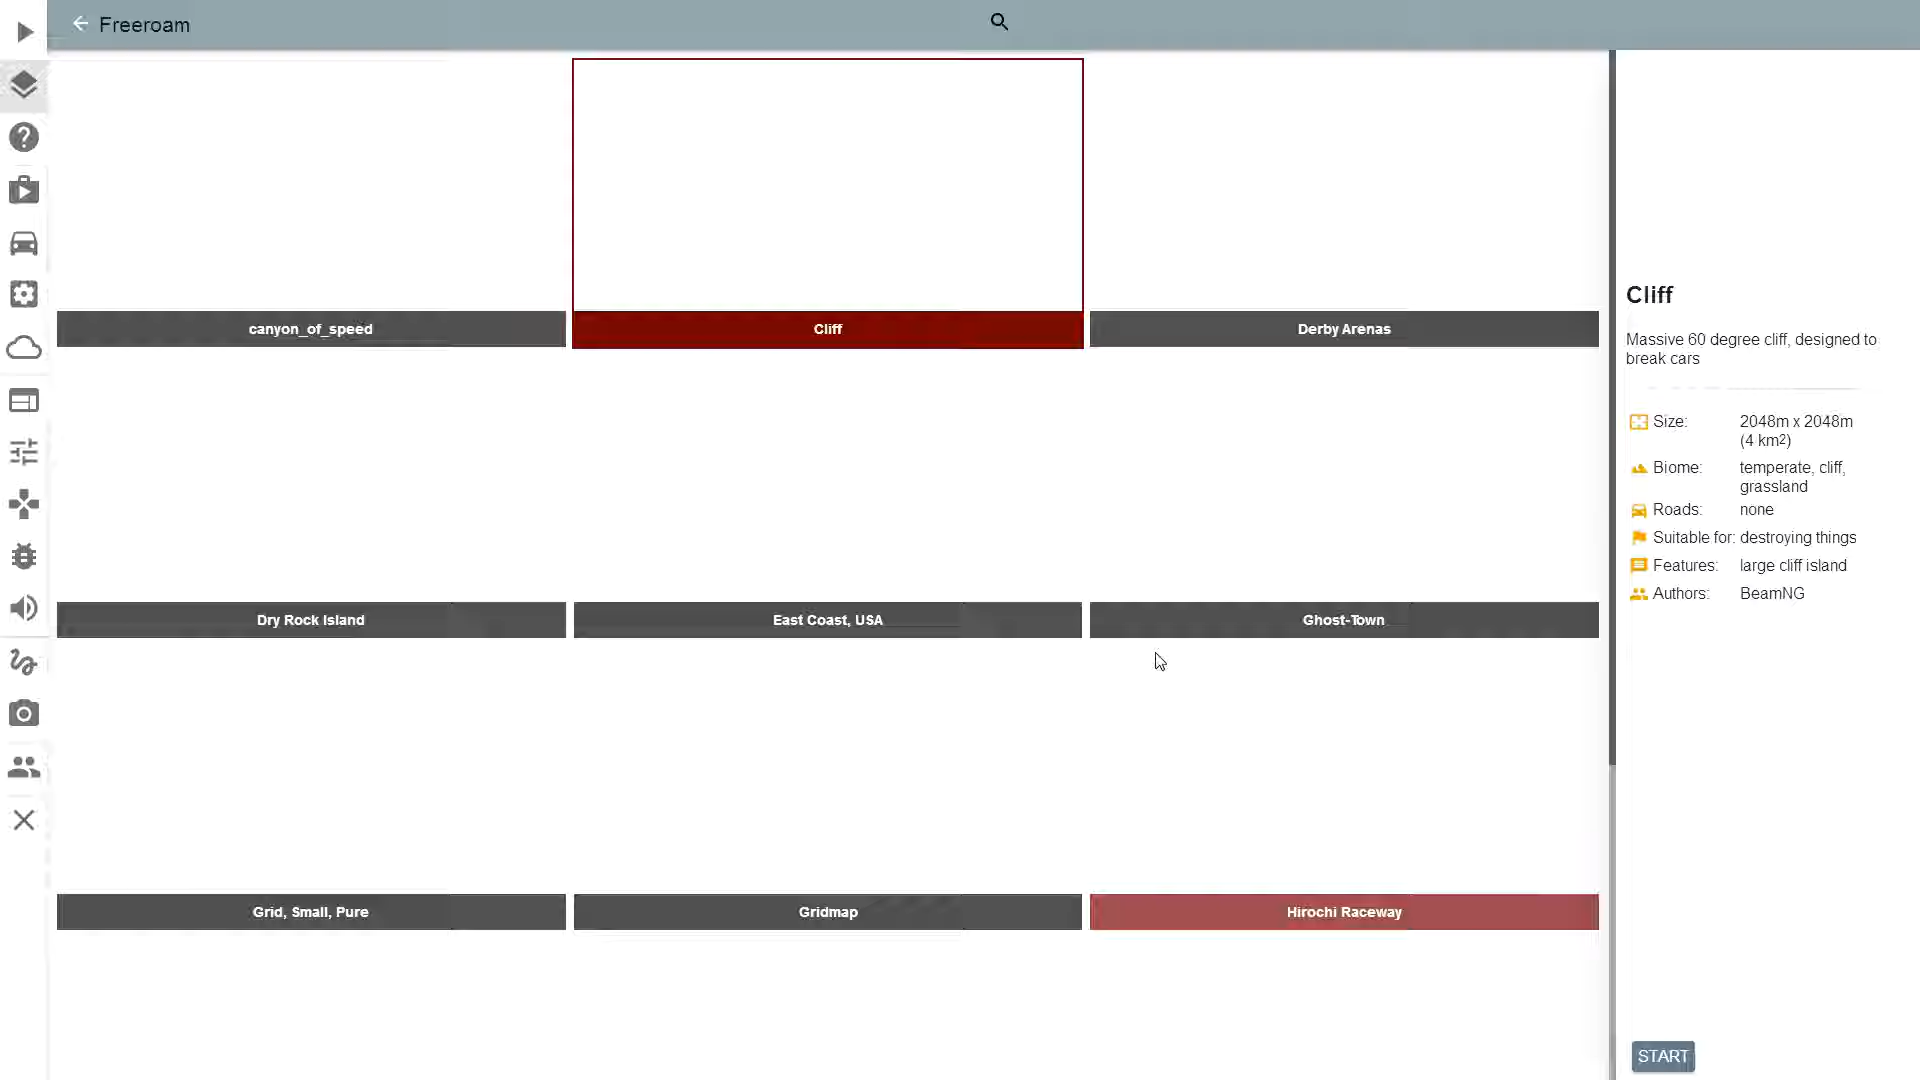 Freeroam
canyon_of_speed
Cliff
Derby Arenas
Dry Rock Island
East Coast, USA
Ghost-Town
Grid, Small, Pure
Gridmap
Hirochi Raceway
Cliff
Massive 60 degree cliff, designed to
break cars
Size: 2048m x 2048m
(4 km²)
Biome: temperate, cliff,
grassland
Roads: none
Suitable for: destroying things
Features: large cliff island
Authors: BeamNG
START